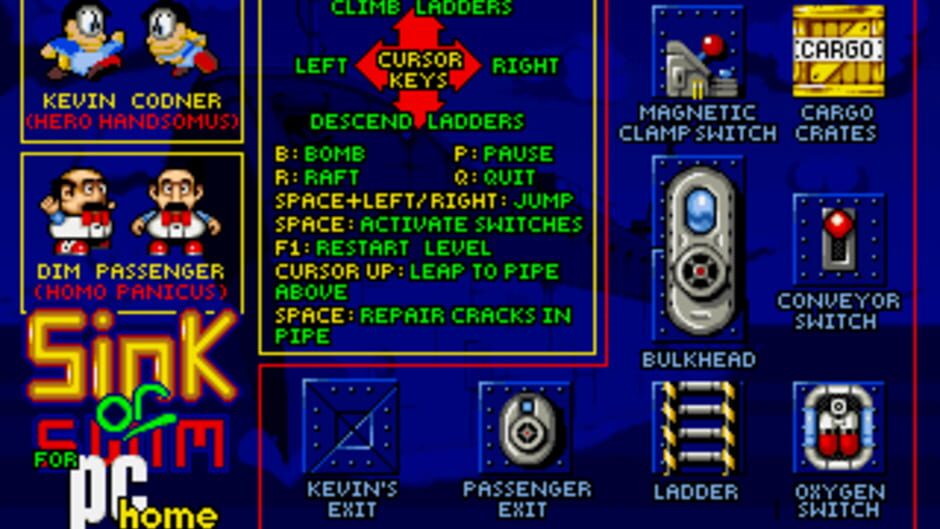 CLIMB LADDERS
LEFT
CURSOR
KEYS
RIGHT
DESCEND LADDERS
B: BOMB
P: PAUSE
R: RAFT
Q: QUIT
SPACE+LEFT/RIGHT: JUMP
SPACE: ACTIVATE SWITCHES
F1: RESTART LEVEL
CURSOR UP: LEAP TO PIPE
ABOVE
SPACE: REPAIR CRACKS IN
PIPE
KEVIN CODNER
(HERO HANDSOMUS)
DIM PASSENGER
(HOMO PANICUS)
Sink
or
SWIM
FOR
pc
home
MAGNETIC
CLAMP SWITCH
CARGO
CARGO
CRATES
BULKHEAD
CONVEYOR
SWITCH
KEVIN'S
EXIT
PASSENGER
EXIT
LADDER
OXYGEN
SWITCH